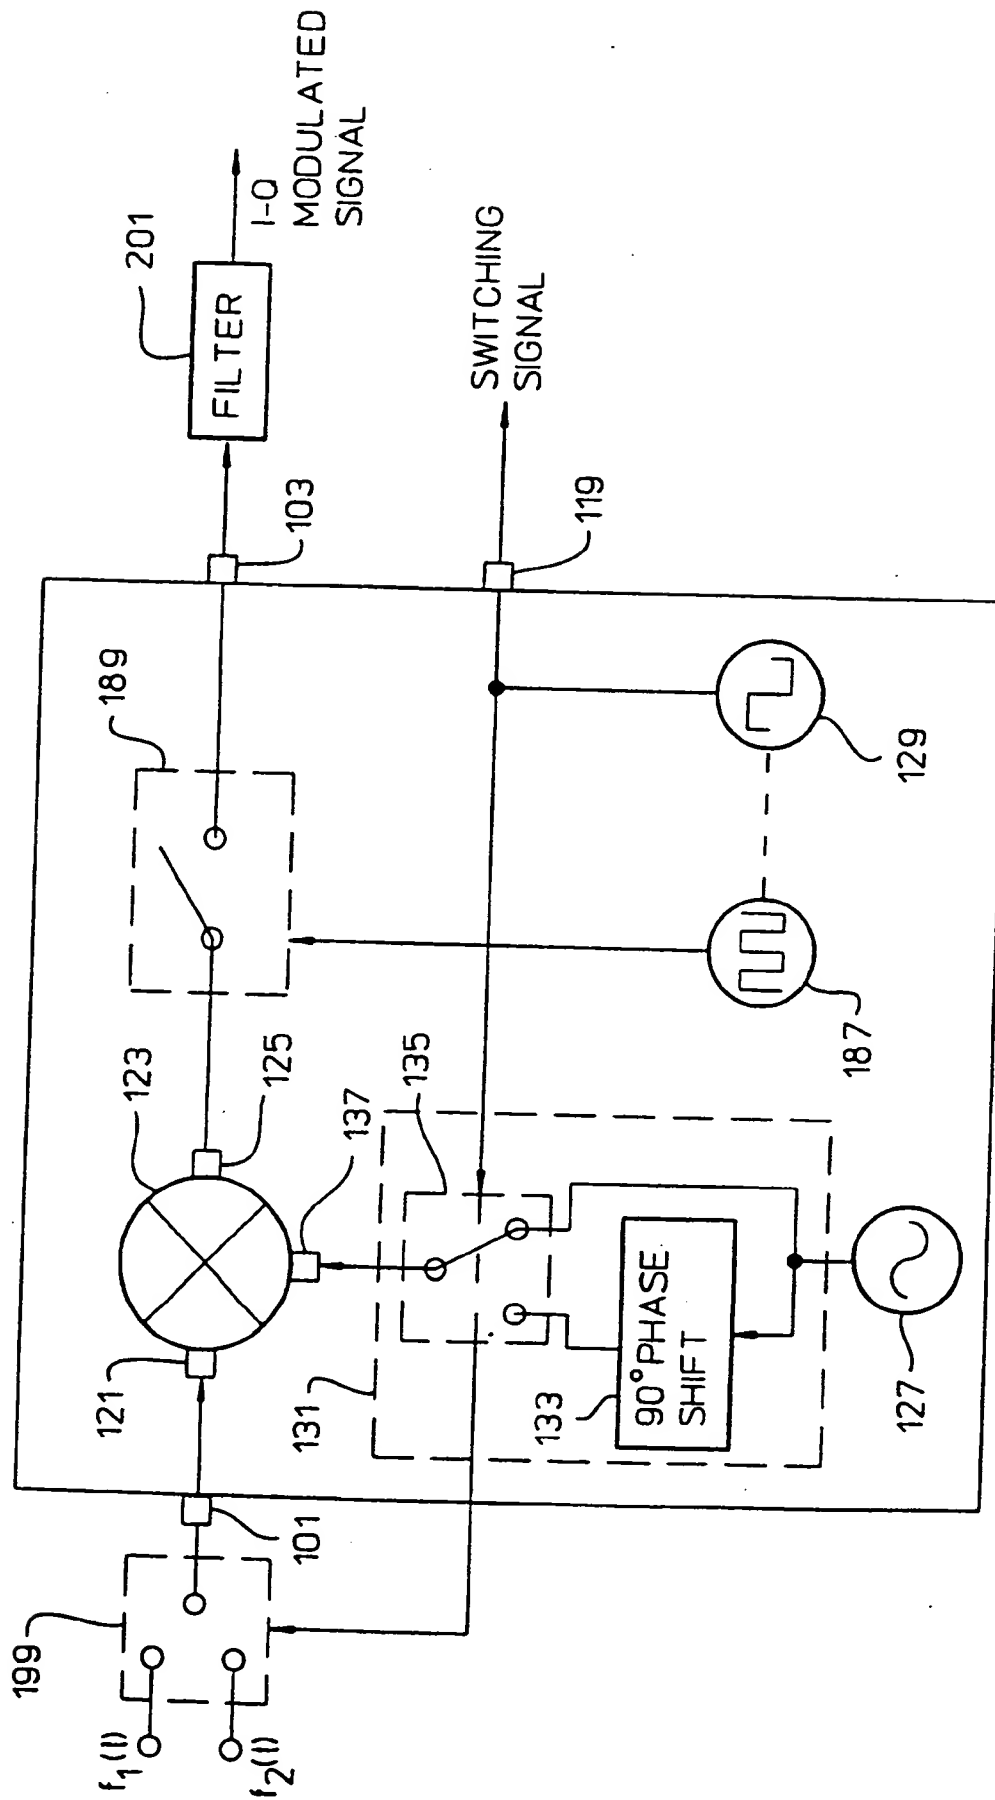 f1(l)
f2(l)
199
101
121
123
125
137
135
131
133
90° PHASE
SHIFT
127
189
187
129
103
119
FILTER
201
I-Q
MODULATED
SIGNAL
SWITCHING
SIGNAL